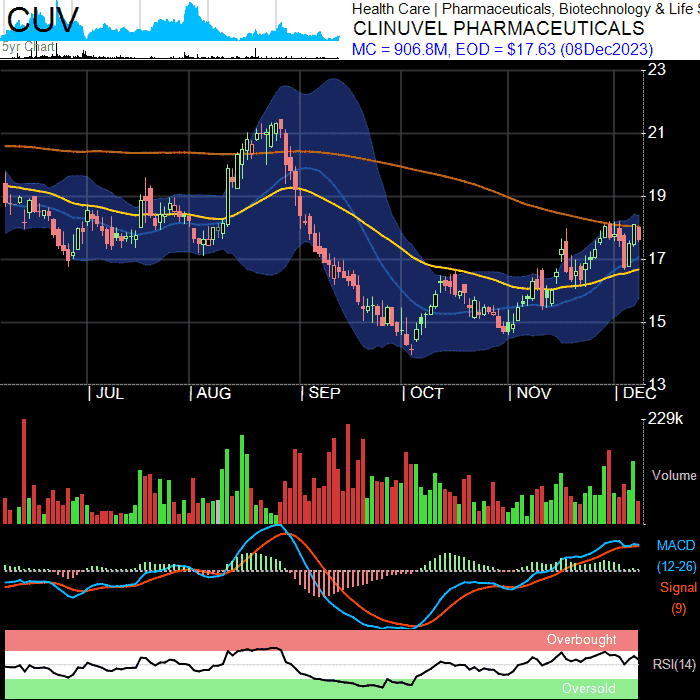 CUV
5yr Chart
Health Care | Pharmaceuticals, Biotechnology & Life S
CLINUVEL PHARMACEUTICALS
MC = 906.8M, EOD = $17.63 (08Dec2023)
23
21
19
17
15
13
| JUL | AUG | SEP | OCT | NOV | DEC
229k
Volume
MACD
(12-26)
Signal
(9)
Overbought
RSI(14)
Oversold